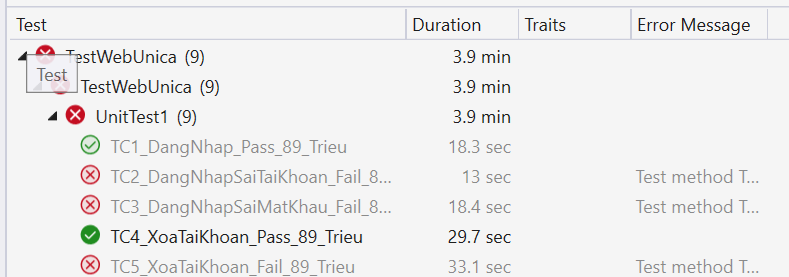 Test Duration Traits Error Message
TestWebUnica (9) 3.9 min
Test
TestWebUnica (9) 3.9 min
UnitTest1 (9) 3.9 min
TC1_DangNhap_Pass_89_Trieu 18.3 sec
TC2_DangNhapSaiTaiKhoan_Fail_8... 13 sec Test method T...
TC3_DangNhapSaiMatKhau_Fail_8... 18.4 sec Test method T...
TC4_XoaTaiKhoan_Pass_89_Trieu 29.7 sec
TC5_XoaTaiKhoan_Fail_89_Trieu 33.1 sec Test method T...